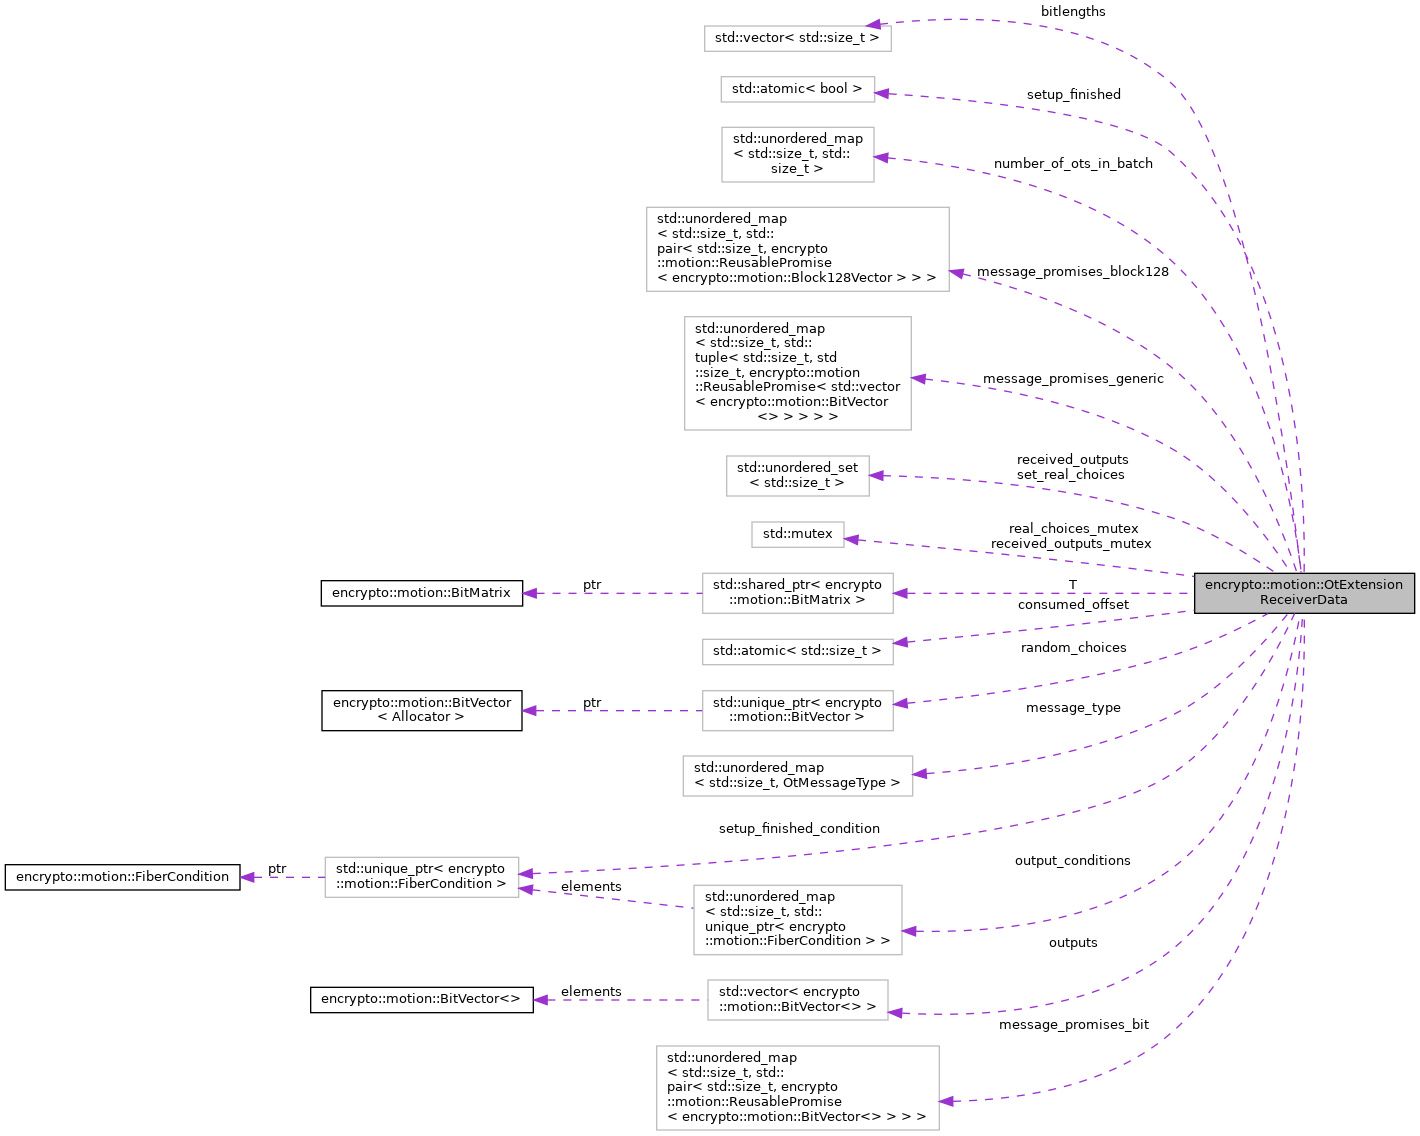 bitlengths
std::vector< std::size_t >
std::atomic< bool >
setup_finished
std::unordered_map
< std::size_t, std::
size_t >
number_of_ots_in_batch
std::unordered_map
< std::size_t, std::
pair< std::size_t, encrypto
::motion::ReusablePromise
< encrypto::motion::Block128Vector > > >
message_promises_block128
std::unordered_map
< std::size_t, std::
tuple< std::size_t, std
::size_t, encrypto::motion
::ReusablePromise< std::vector
< encrypto::motion::BitVector
<> > > > >
message_promises_generic
std::unordered_set
< std::size_t >
received_outputs
set_real_choices
std::mutex
real_choices_mutex
received_outputs_mutex
encrypto::motion::BitMatrix
ptr
std::shared_ptr< encrypto
::motion::BitMatrix >
T
encrypto::motion::OtExtension
ReceiverData
consumed_offset
std::atomic< std::size_t >
random_choices
encrypto::motion::BitVector
< Allocator >
ptr
std::unique_ptr< encrypto
::motion::BitVector >
message_type
std::unordered_map
< std::size_t, OtMessageType >
setup_finished_condition
encrypto::motion::FiberCondition
ptr
std::unique_ptr< encrypto
::motion::FiberCondition >
elements
std::unordered_map
< std::size_t, std::
unique_ptr< encrypto
::motion::FiberCondition > >
output_conditions
outputs
encrypto::motion::BitVector<>
elements
std::vector< encrypto
::motion::BitVector<> >
message_promises_bit
std::unordered_map
< std::size_t, std::
pair< std::size_t, encrypto
::motion::ReusablePromise
< encrypto::motion::BitVector<> > > >